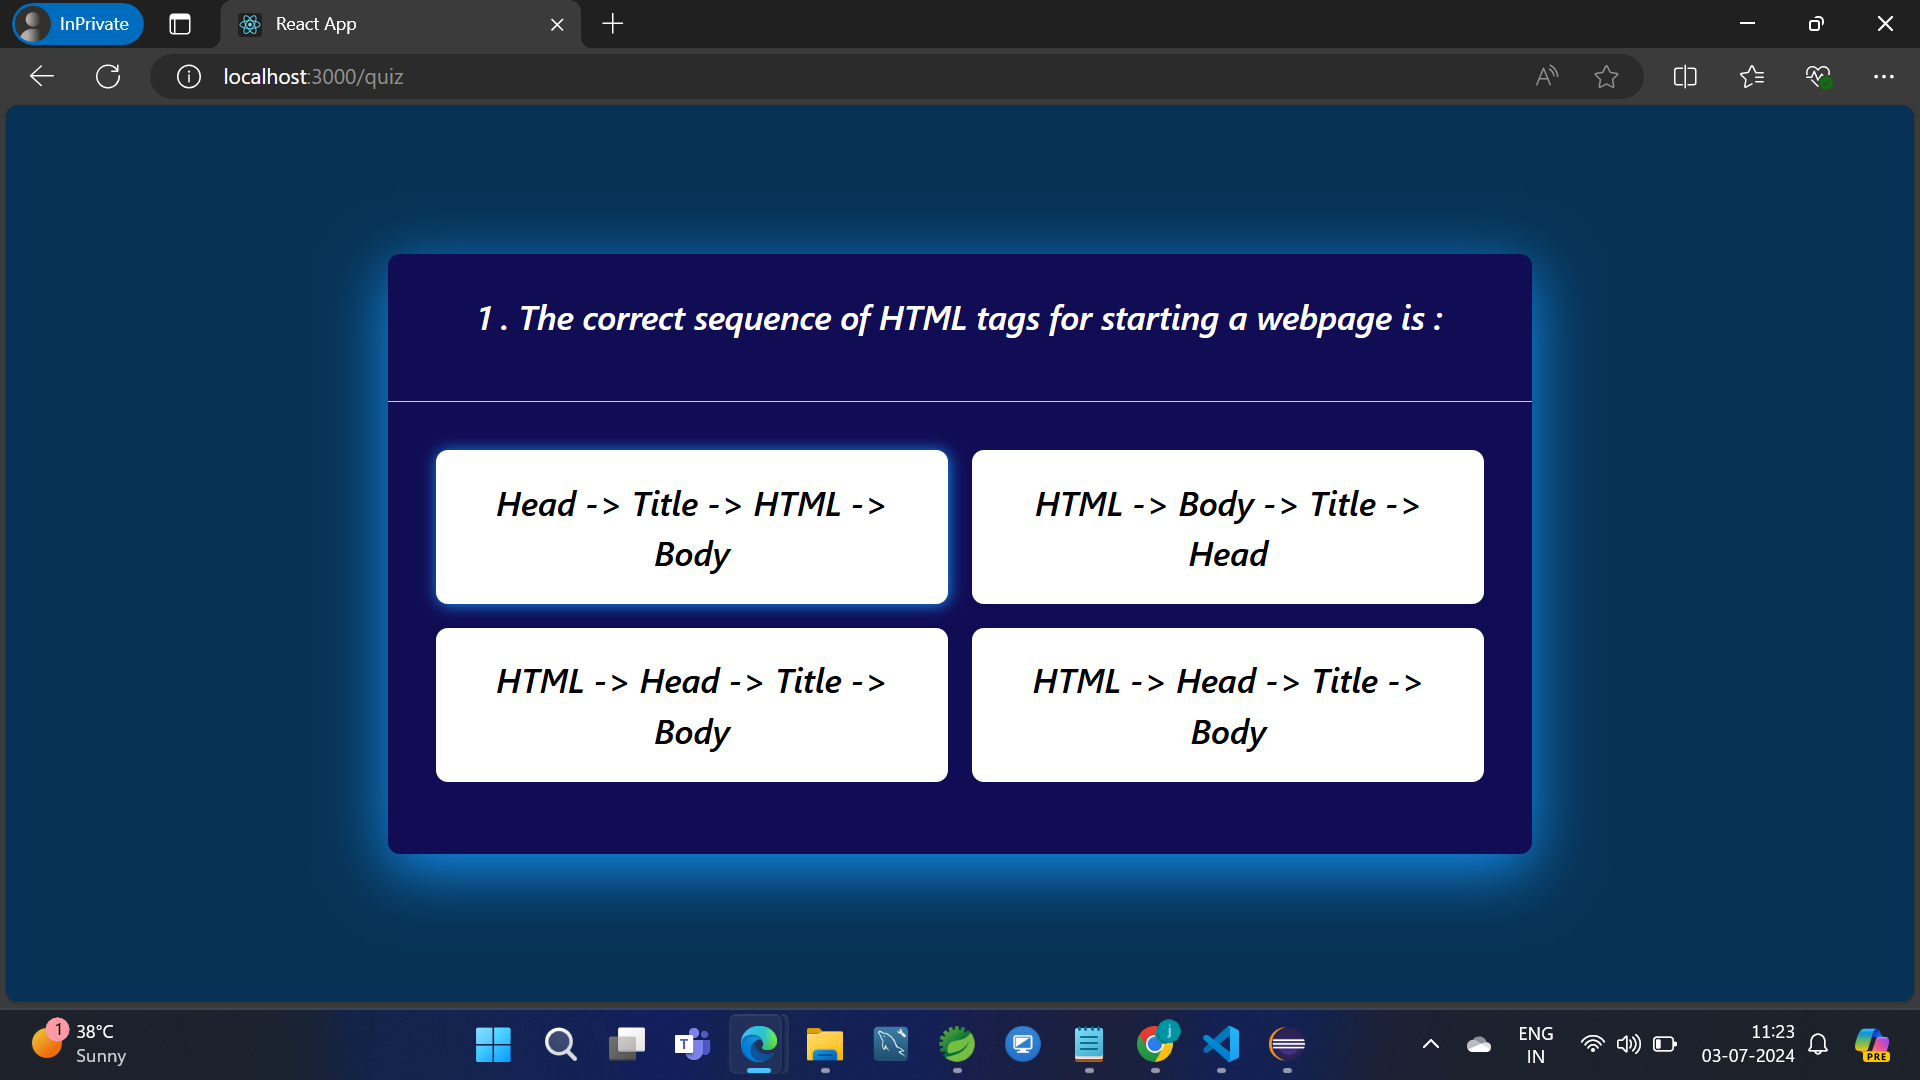 InPrivate
React App
localhost:3000/quiz
1 . The correct sequence of HTML tags for starting a webpage is :
Head -> Title -> HTML ->
Body
HTML -> Body -> Title ->
Head
HTML -> Head -> Title ->
Body
HTML -> Head -> Title ->
Body
1
38°C
Sunny
T
j
ENG
IN
11:23
03-07-2024
PRE